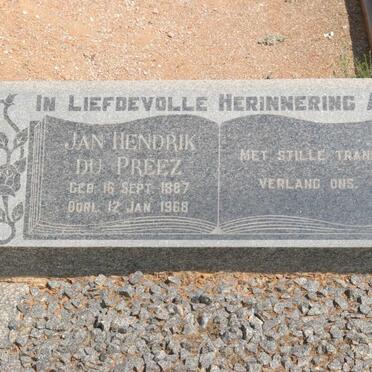 IN LIEFDEVOLLE HERINNERING A
JAN HENDRIK
DU PREEZ
GEB. 16 SEPT. 1887
OORL. 12 JAN. 1968
MET STILLE TRAN
VERLANG ONS.